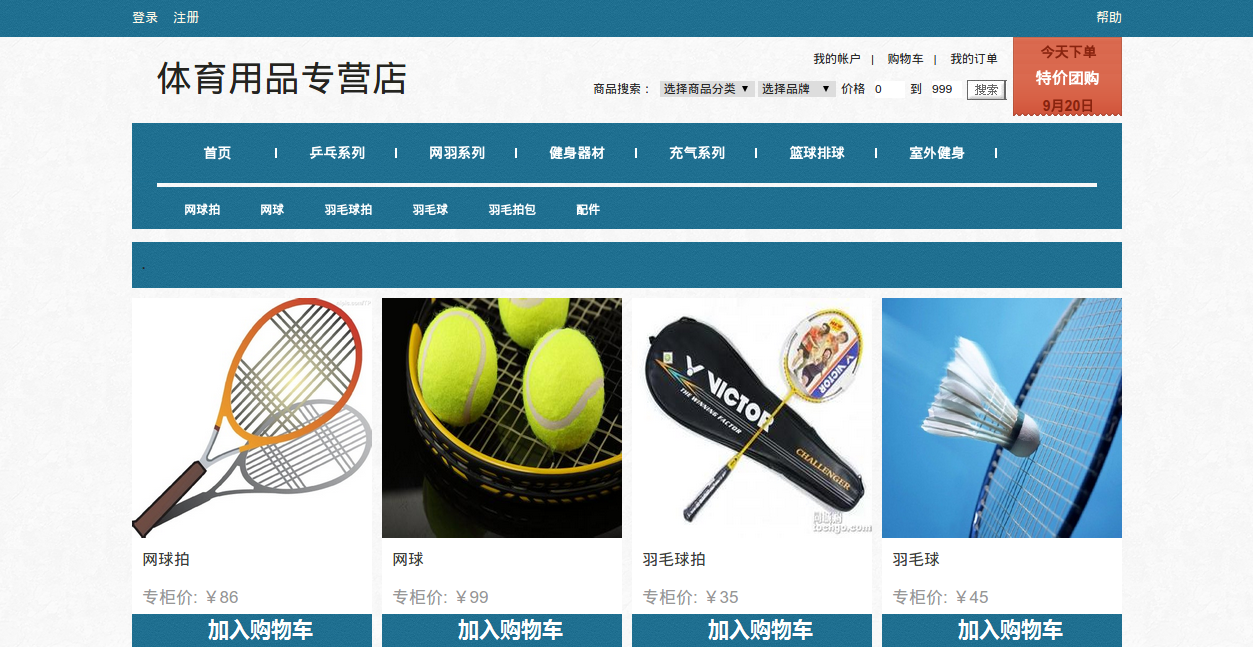 登录 注册 帮助
我的帐户 | 购物车 | 我的订单
今天下单
特价团购
9月20日
体育用品专营店
商品搜索： 选择商品分类 ▼ 选择品牌 ▼ 价格 0 到 999 搜索
首页 乒乓系列 网羽系列 健身器材 充气系列 篮球排球 室外健身
网球拍 网球 羽毛球拍 羽毛球 羽毛拍包 配件
.
VICTOR
THE WINNING FACTOR
CHALLENGER
VICTOR
tochgo.com
网球拍 网球 羽毛球拍 羽毛球
专柜价: ￥86 专柜价: ￥99 专柜价: ￥35 专柜价: ￥45
加入购物车 加入购物车 加入购物车 加入购物车